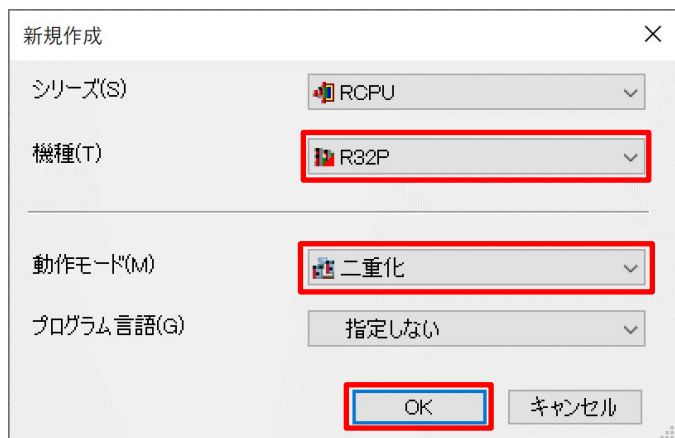 新規作成
シリーズ(S)
RCPU
機種(T)
R32P
動作モード(M)
二重化
プログラム言語(G)
指定しない
OK
キャンセル